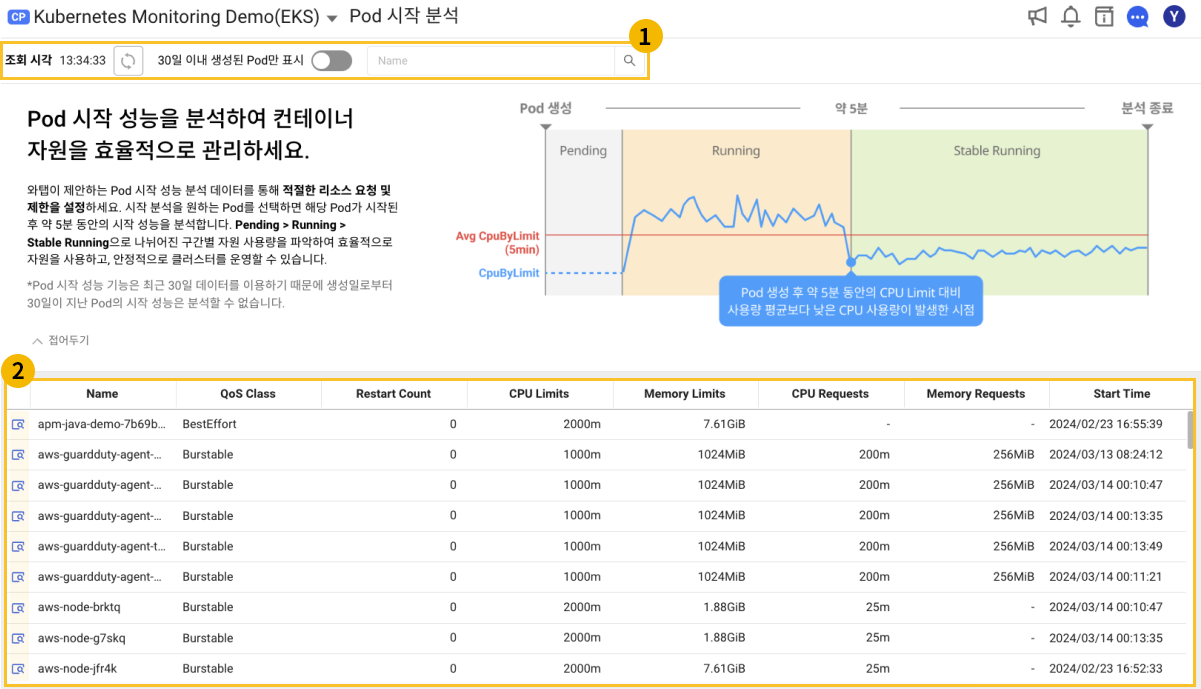 CP Kubernetes Monitoring Demo(EKS) Pod 시작 분석
Y
1
조회 시각 13:34:33 30일 이내 생성된 Pod만 표시 Name
Pod 시작 성능을 분석하여 컨테이너
자원을 효율적으로 관리하세요.
와탭이 제안하는 Pod 시작 성능 분석 데이터를 통해 적절한 리소스 요청 및
제한을 설정하세요. 시작 분석을 원하는 Pod를 선택하면 해당 Pod가 시작된
후 약 5분 동안의 시작 성능을 분석합니다. Pending > Running >
Stable Running으로 나뉘어진 구간별 자원 사용량을 파악하여 효율적으로
자원을 사용하고, 안정적으로 클러스터를 운영할 수 있습니다.
*Pod 시작 성능 기능은 최근 30일 데이터를 이용하기 때문에 생성일로부터
30일이 지난 Pod의 시작 성능은 분석할 수 없습니다.
접어두기
Pod 생성 약 5분 분석 종료
Pending Running Stable Running
Avg CpuByLimit
(5min)
CpuByLimit
Pod 생성 후 약 5분 동안의 CPU Limit 대비
사용량 평균보다 낮은 CPU 사용량이 발생한 시점
2
Name QoS Class Restart Count CPU Limits Memory Limits CPU Requests Memory Requests Start Time
apm-java-demo-7b69b... BestEffort 0 2000m 7.61GiB - - 2024/02/23 16:55:39
aws-guardduty-agent-... Burstable 0 1000m 1024MiB 200m 256MiB 2024/03/13 08:24:12
aws-guardduty-agent-... Burstable 0 1000m 1024MiB 200m 256MiB 2024/03/14 00:10:47
aws-guardduty-agent-... Burstable 0 1000m 1024MiB 200m 256MiB 2024/03/14 00:13:35
aws-guardduty-agent-t... Burstable 0 1000m 1024MiB 200m 256MiB 2024/03/14 00:13:49
aws-guardduty-agent-... Burstable 0 1000m 1024MiB 200m 256MiB 2024/03/14 00:11:21
aws-node-brktq Burstable 0 2000m 1.88GiB 25m - 2024/03/14 00:10:47
aws-node-g7skq Burstable 0 2000m 1.88GiB 25m - 2024/03/14 00:13:35
aws-node-jfr4k Burstable 0 2000m 7.61GiB 25m - 2024/02/23 16:52:33